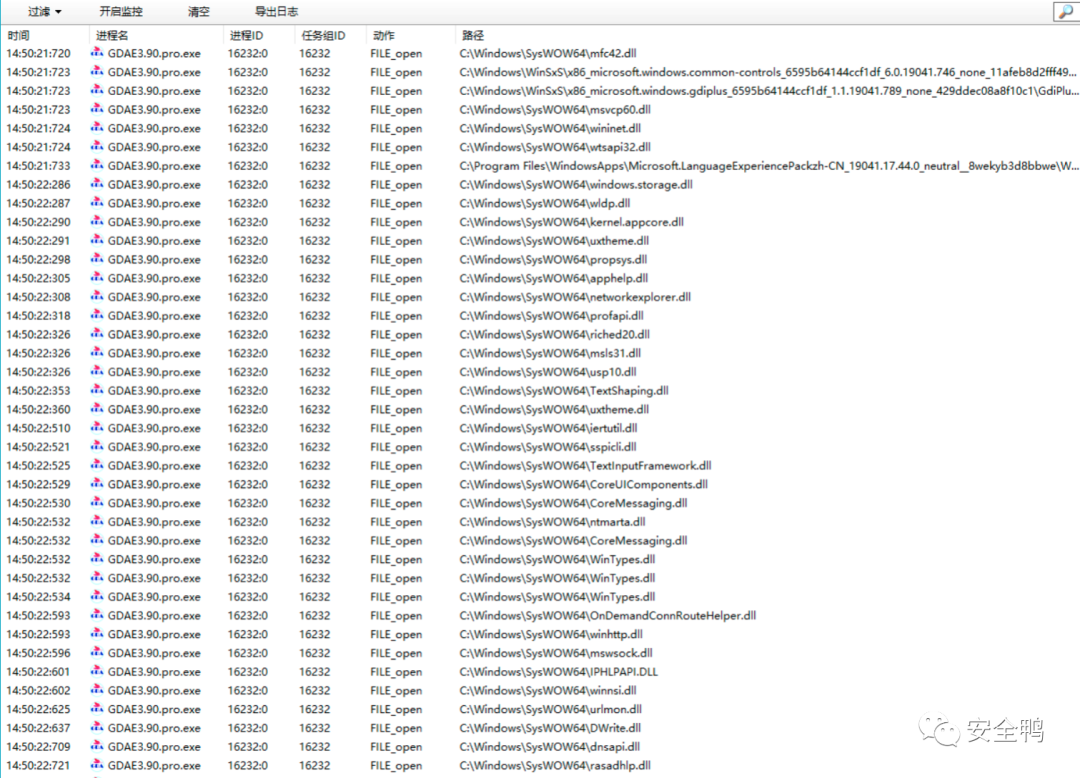 过滤 开启监控 清空 导出日志
时间 进程名 进程ID 任务组ID 动作 路径
14:50:21:720 GDAE3.90.pro.exe 16232:0 16232 FILE_open C:\Windows\SysWOW64\mfc42.dll
14:50:21:723 GDAE3.90.pro.exe 16232:0 16232 FILE_open C:\Windows\WinSxS\x86_microsoft.windows.common-controls_6595b64144ccf1df_6.0.19041.746_none_11afeb8d2fff49...
14:50:21:723 GDAE3.90.pro.exe 16232:0 16232 FILE_open C:\Windows\WinSxS\x86_microsoft.windows.gdiplus_6595b64144ccf1df_1.1.19041.789_none_429ddec08a8f10c1\GdiPlu...
14:50:21:723 GDAE3.90.pro.exe 16232:0 16232 FILE_open C:\Windows\SysWOW64\msvcp60.dll
14:50:21:724 GDAE3.90.pro.exe 16232:0 16232 FILE_open C:\Windows\SysWOW64\wininet.dll
14:50:21:724 GDAE3.90.pro.exe 16232:0 16232 FILE_open C:\Windows\SysWOW64\wtsapi32.dll
14:50:21:733 GDAE3.90.pro.exe 16232:0 16232 FILE_open C:\Program Files\WindowsApps\Microsoft.LanguageExperiencePackzh-CN_19041.17.44.0_neutral__8wekyb3d8bbwe\W...
14:50:22:286 GDAE3.90.pro.exe 16232:0 16232 FILE_open C:\Windows\SysWOW64\windows.storage.dll
14:50:22:287 GDAE3.90.pro.exe 16232:0 16232 FILE_open C:\Windows\SysWOW64\wldp.dll
14:50:22:290 GDAE3.90.pro.exe 16232:0 16232 FILE_open C:\Windows\SysWOW64\kernel.appcore.dll
14:50:22:291 GDAE3.90.pro.exe 16232:0 16232 FILE_open C:\Windows\SysWOW64\uxtheme.dll
14:50:22:298 GDAE3.90.pro.exe 16232:0 16232 FILE_open C:\Windows\SysWOW64\propsys.dll
14:50:22:305 GDAE3.90.pro.exe 16232:0 16232 FILE_open C:\Windows\SysWOW64\apphelp.dll
14:50:22:308 GDAE3.90.pro.exe 16232:0 16232 FILE_open C:\Windows\SysWOW64\networkexplorer.dll
14:50:22:318 GDAE3.90.pro.exe 16232:0 16232 FILE_open C:\Windows\SysWOW64\profapi.dll
14:50:22:326 GDAE3.90.pro.exe 16232:0 16232 FILE_open C:\Windows\SysWOW64\riched20.dll
14:50:22:326 GDAE3.90.pro.exe 16232:0 16232 FILE_open C:\Windows\SysWOW64\msls31.dll
14:50:22:326 GDAE3.90.pro.exe 16232:0 16232 FILE_open C:\Windows\SysWOW64\usp10.dll
14:50:22:353 GDAE3.90.pro.exe 16232:0 16232 FILE_open C:\Windows\SysWOW64\TextShaping.dll
14:50:22:360 GDAE3.90.pro.exe 16232:0 16232 FILE_open C:\Windows\SysWOW64\uxtheme.dll
14:50:22:510 GDAE3.90.pro.exe 16232:0 16232 FILE_open C:\Windows\SysWOW64\iertutil.dll
14:50:22:521 GDAE3.90.pro.exe 16232:0 16232 FILE_open C:\Windows\SysWOW64\sspicli.dll
14:50:22:525 GDAE3.90.pro.exe 16232:0 16232 FILE_open C:\Windows\SysWOW64\TextInputFramework.dll
14:50:22:529 GDAE3.90.pro.exe 16232:0 16232 FILE_open C:\Windows\SysWOW64\CoreUIComponents.dll
14:50:22:530 GDAE3.90.pro.exe 16232:0 16232 FILE_open C:\Windows\SysWOW64\CoreMessaging.dll
14:50:22:532 GDAE3.90.pro.exe 16232:0 16232 FILE_open C:\Windows\SysWOW64\ntmarta.dll
14:50:22:532 GDAE3.90.pro.exe 16232:0 16232 FILE_open C:\Windows\SysWOW64\CoreMessaging.dll
14:50:22:532 GDAE3.90.pro.exe 16232:0 16232 FILE_open C:\Windows\SysWOW64\WinTypes.dll
14:50:22:532 GDAE3.90.pro.exe 16232:0 16232 FILE_open C:\Windows\SysWOW64\WinTypes.dll
14:50:22:534 GDAE3.90.pro.exe 16232:0 16232 FILE_open C:\Windows\SysWOW64\WinTypes.dll
14:50:22:593 GDAE3.90.pro.exe 16232:0 16232 FILE_open C:\Windows\SysWOW64\OnDemandConnRouteHelper.dll
14:50:22:593 GDAE3.90.pro.exe 16232:0 16232 FILE_open C:\Windows\SysWOW64\winhttp.dll
14:50:22:596 GDAE3.90.pro.exe 16232:0 16232 FILE_open C:\Windows\SysWOW64\mswsock.dll
14:50:22:601 GDAE3.90.pro.exe 16232:0 16232 FILE_open C:\Windows\SysWOW64\IPHLPAPI.DLL
14:50:22:602 GDAE3.90.pro.exe 16232:0 16232 FILE_open C:\Windows\SysWOW64\winnsi.dll
14:50:22:625 GDAE3.90.pro.exe 16232:0 16232 FILE_open C:\Windows\SysWOW64\urlmon.dll
14:50:22:637 GDAE3.90.pro.exe 16232:0 16232 FILE_open C:\Windows\SysWOW64\DWrite.dll
14:50:22:709 GDAE3.90.pro.exe 16232:0 16232 FILE_open C:\Windows\SysWOW64\dnsapi.dll
14:50:22:721 GDAE3.90.pro.exe 16232:0 16232 FILE_open C:\Windows\SysWOW64\rasadhlp.dll
安全鸭